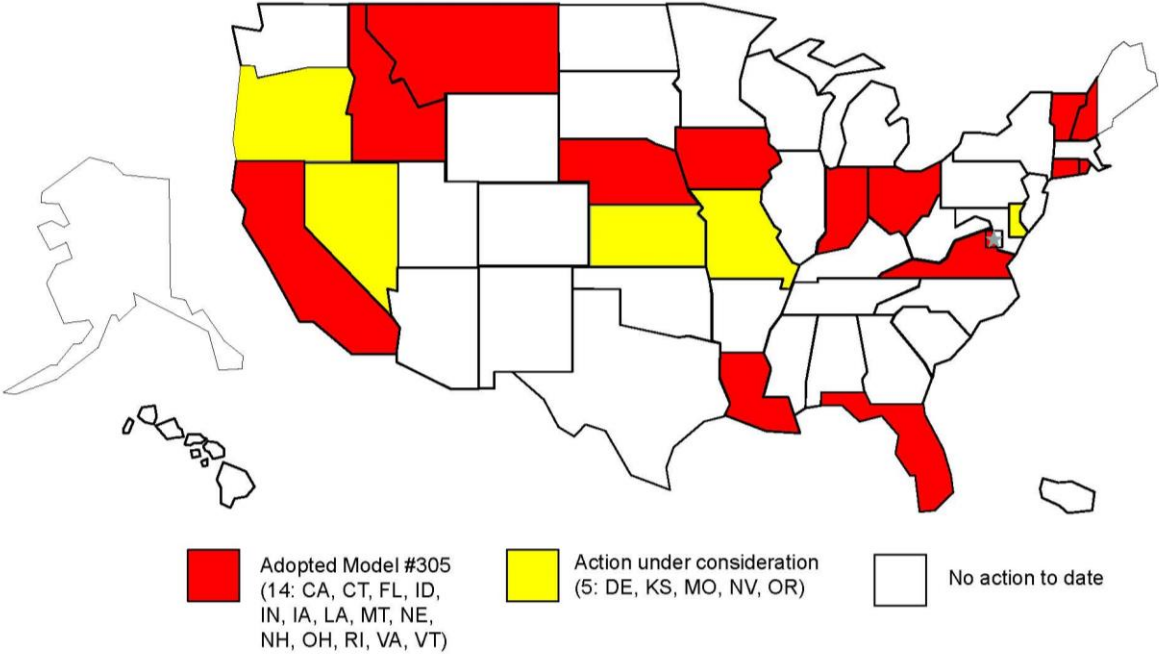 Adopted Model #305
(14: CA, CT, FL, ID,
IN, IA, LA, MT, NE,
NH, OH, RI, VA, VT)
Action under consideration
(5: DE, KS, MO, NV, OR)
No action to date